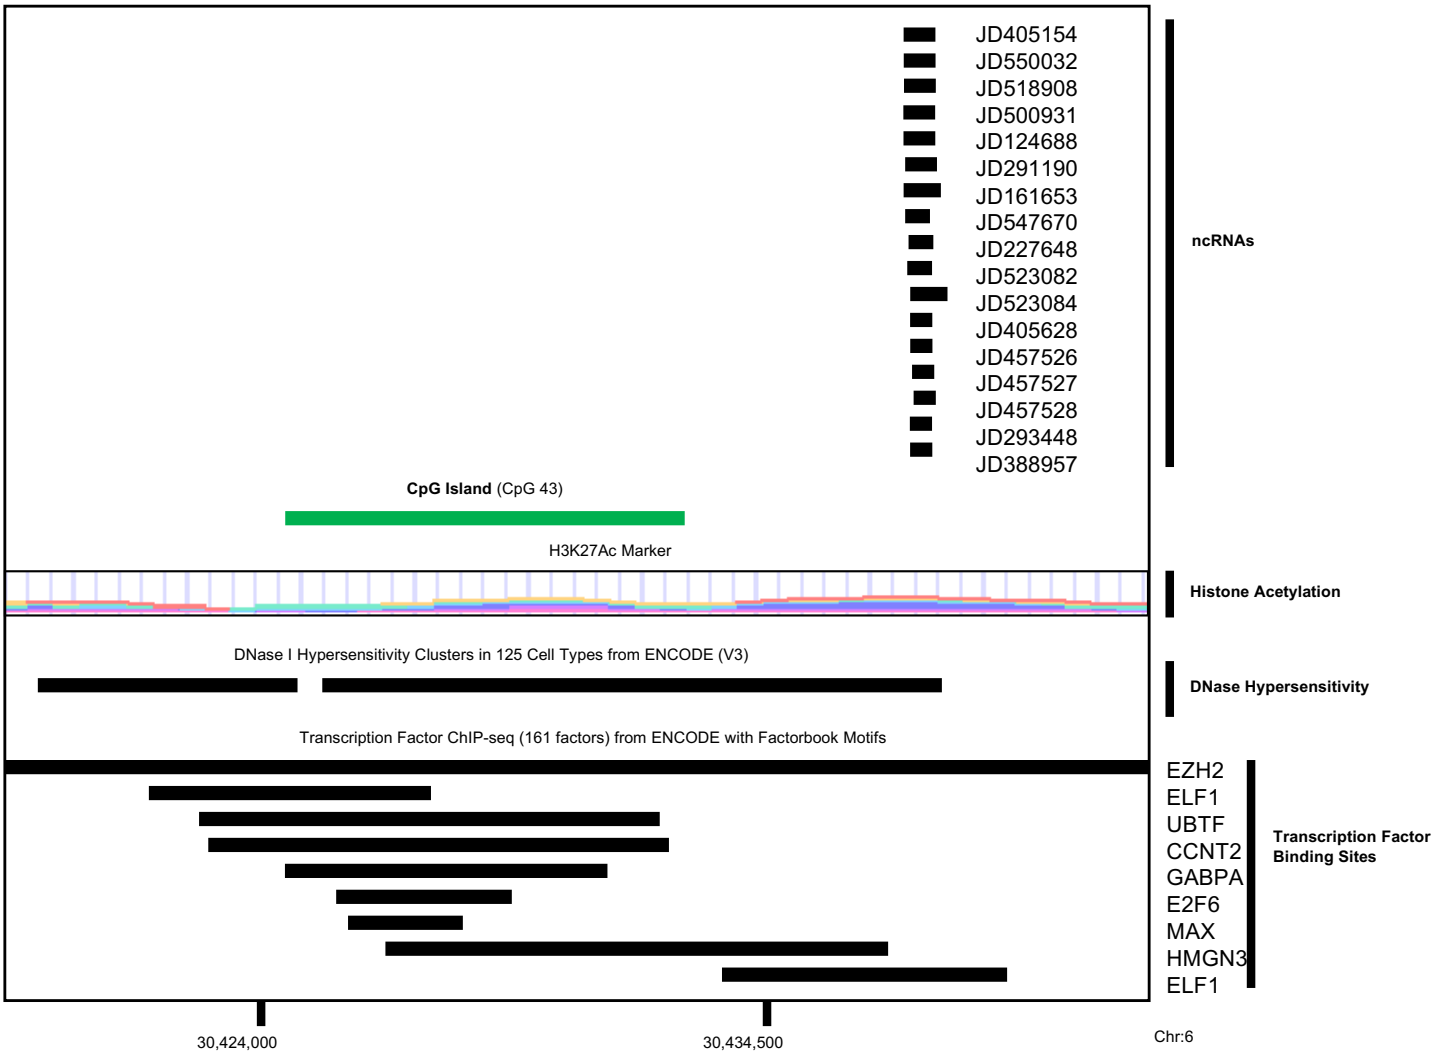 JD405154
JD550032
JD518908
JD500931
JD124688
JD291190
JD161653
JD547670
JD227648
JD523082
JD523084
JD405628
JD457526
JD457527
JD457528
JD293448
JD388957
ncRNAs
CpG Island (CpG 43)
H3K27Ac Marker
Histone Acetylation
DNase I Hypersensitivity Clusters in 125 Cell Types from ENCODE (V3)
DNase Hypersensitivity
Transcription Factor ChIP-seq (161 factors) from ENCODE with Factorbook Motifs
EZH2
ELF1
UBTF
CCNT2
GABPA
E2F6
MAX
HMGN3
ELF1
Transcription Factor
Binding Sites
30,424,000
30,434,500
Chr:6